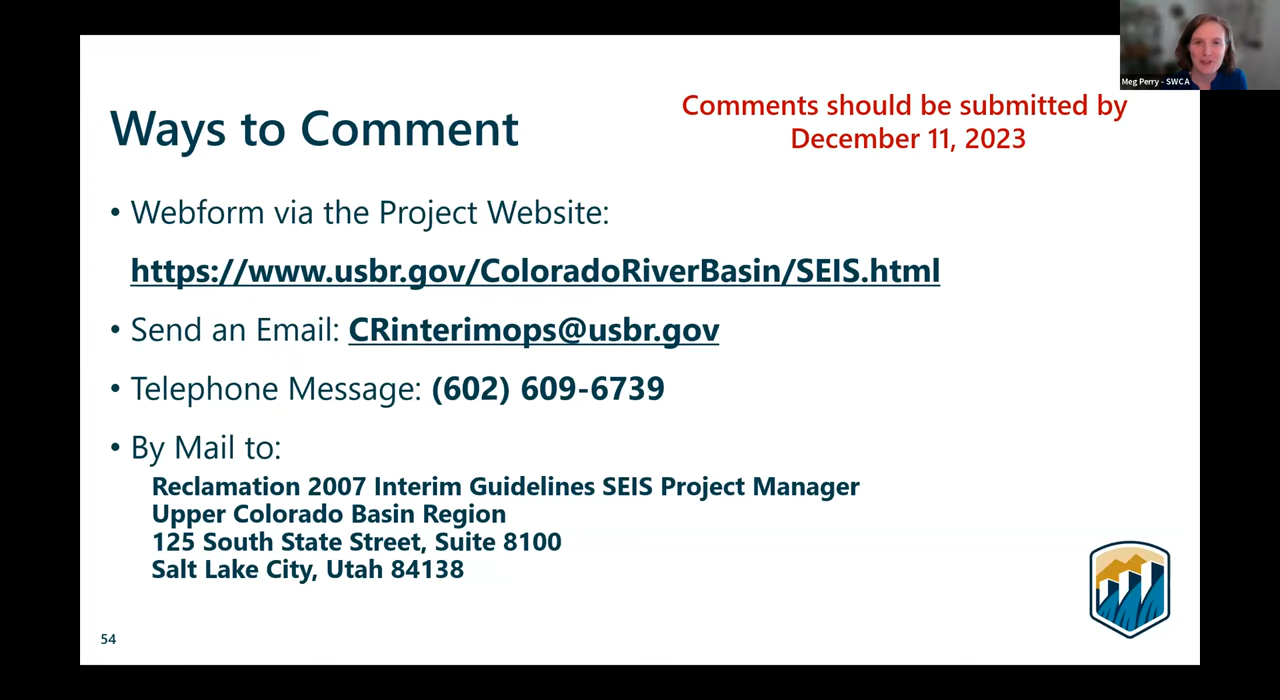 Meg Perry - SWCA
Ways to Comment
Comments should be submitted by
December 11, 2023
• Webform via the Project Website:
https://www.usbr.gov/ColoradoRiverBasin/SEIS.html
• Send an Email: CRinterimops@usbr.gov
• Telephone Message: (602) 609-6739
• By Mail to:
Reclamation 2007 Interim Guidelines SEIS Project Manager
Upper Colorado Basin Region
125 South State Street, Suite 8100
Salt Lake City, Utah 84138
54